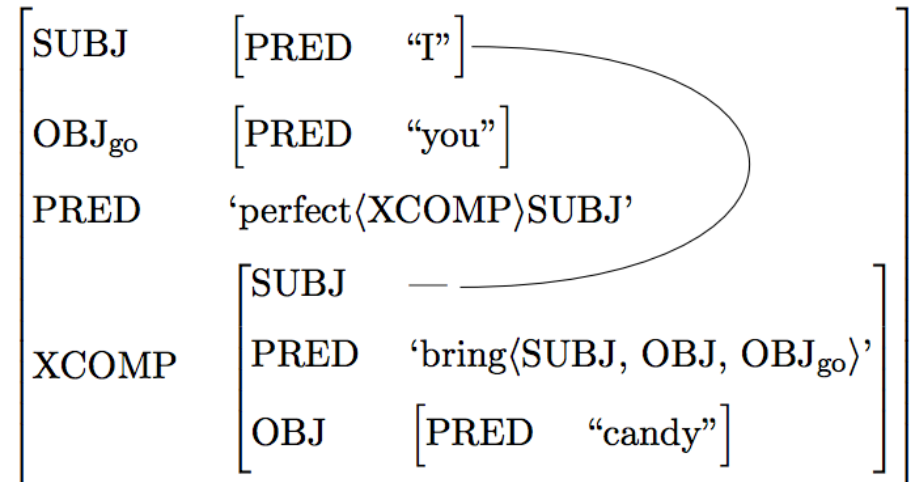 SUBJ [PRED “I”]
OBJgo [PRED “you”]
PRED ‘perfect⟨XCOMP⟩SUBJ’
SUBJ —
XCOMP PRED ‘bring⟨SUBJ, OBJ, OBJgo⟩’
OBJ [PRED “candy”]